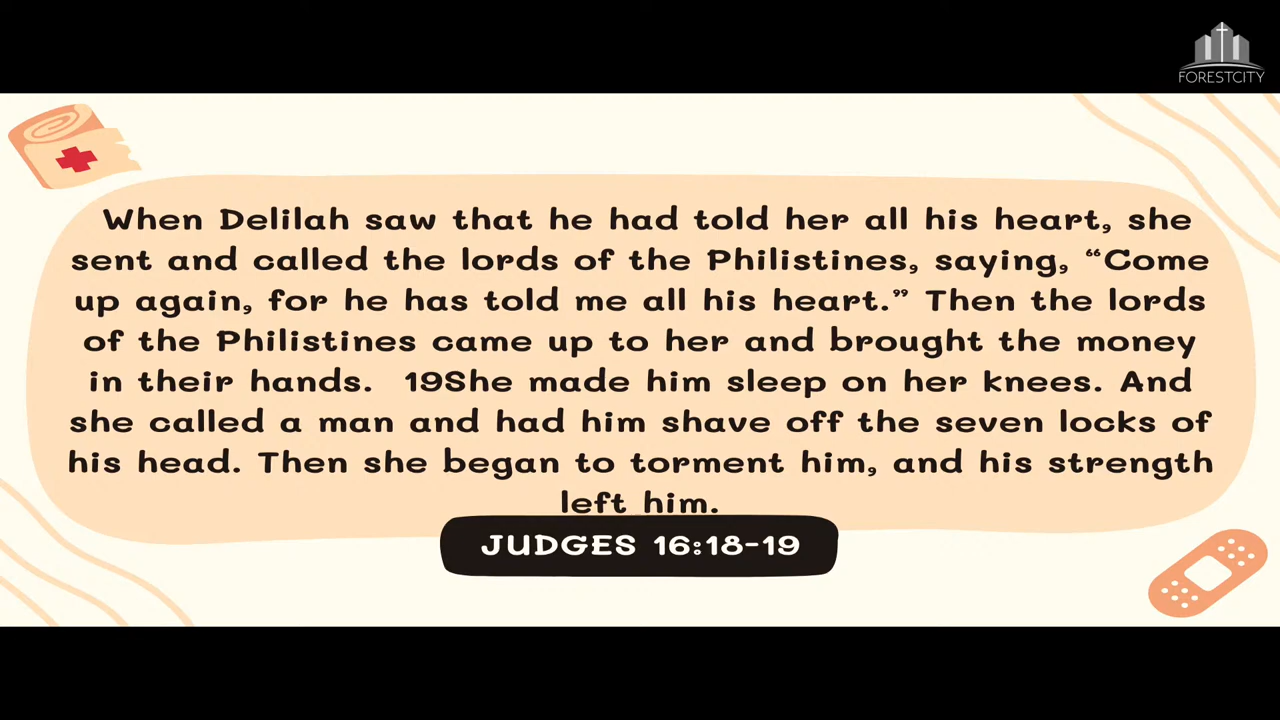 FORESTCITY
When Delilah saw that he had told her all his heart, she
sent and called the lords of the Philistines, saying, “Come
up again, for he has told me all his heart.” Then the lords
of the Philistines came up to her and brought the money
in their hands.  19She made him sleep on her knees. And
she called a man and had him shave off the seven locks of
his head. Then she began to torment him, and his strength
left him.
JUDGES 16:18-19